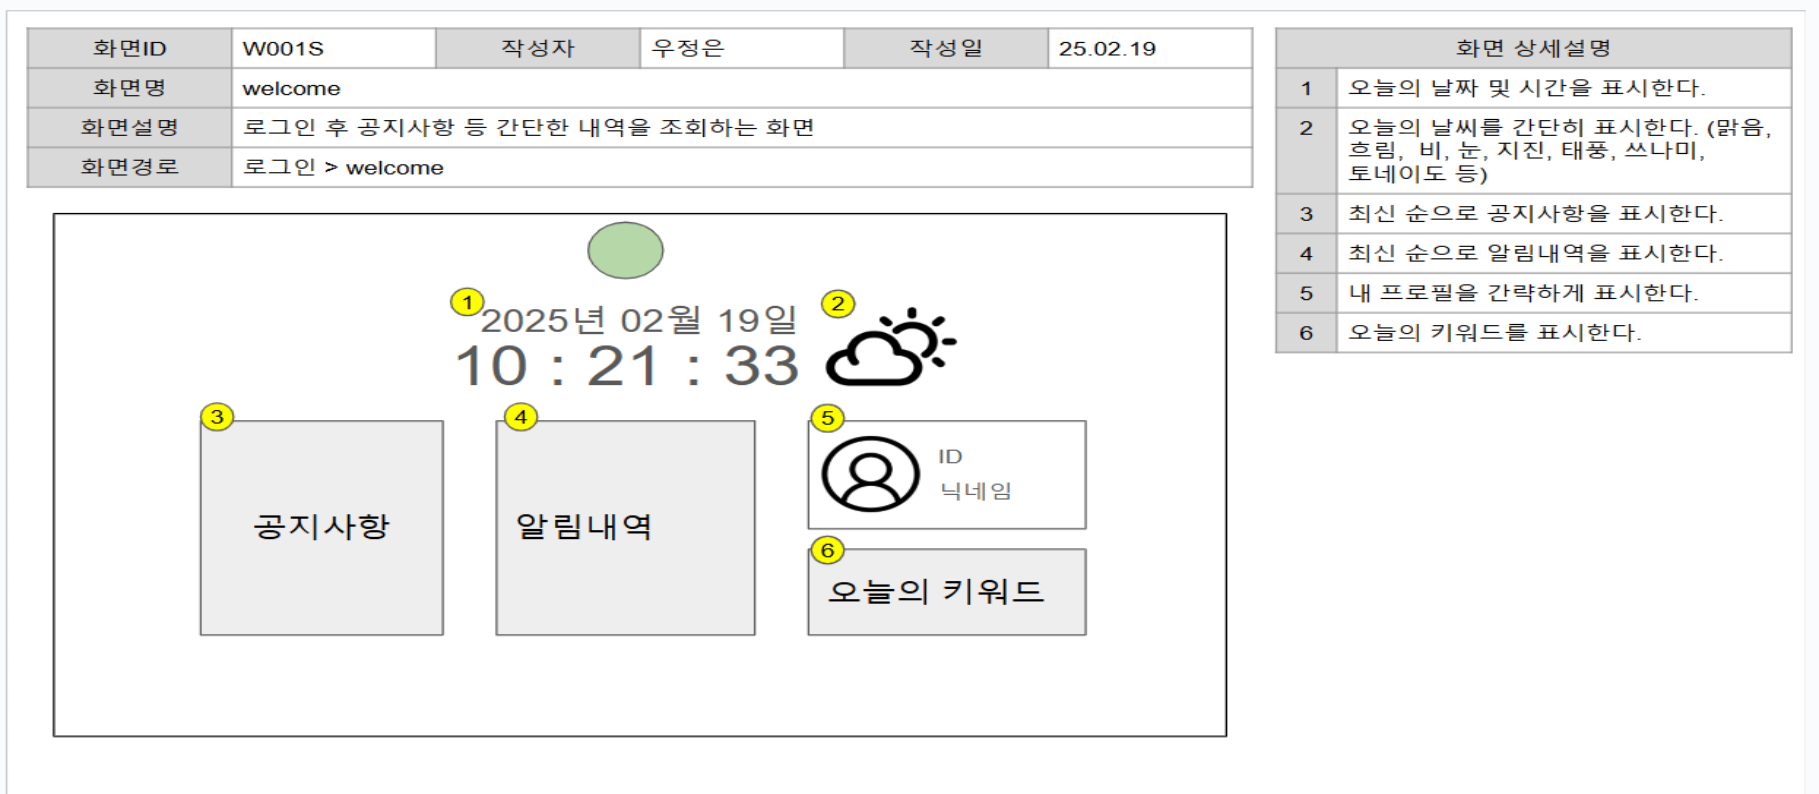 화면ID W001S 작성자 우정은 작성일 25.02.19
화면명 welcome
화면설명 로그인 후 공지사항 등 간단한 내역을 조회하는 화면
화면경로 로그인 > welcome
1 2025년 02월 19일
10 : 21 : 33
2
3 공지사항
4 알림내역
5 ID
닉네임
6 오늘의 키워드
화면 상세설명
1 오늘의 날짜 및 시간을 표시한다.
2 오늘의 날씨를 간단히 표시한다. (맑음,
흐림, 비, 눈, 지진, 태풍, 쓰나미,
토네이도 등)
3 최신 순으로 공지사항을 표시한다.
4 최신 순으로 알림내역을 표시한다.
5 내 프로필을 간략하게 표시한다.
6 오늘의 키워드를 표시한다.